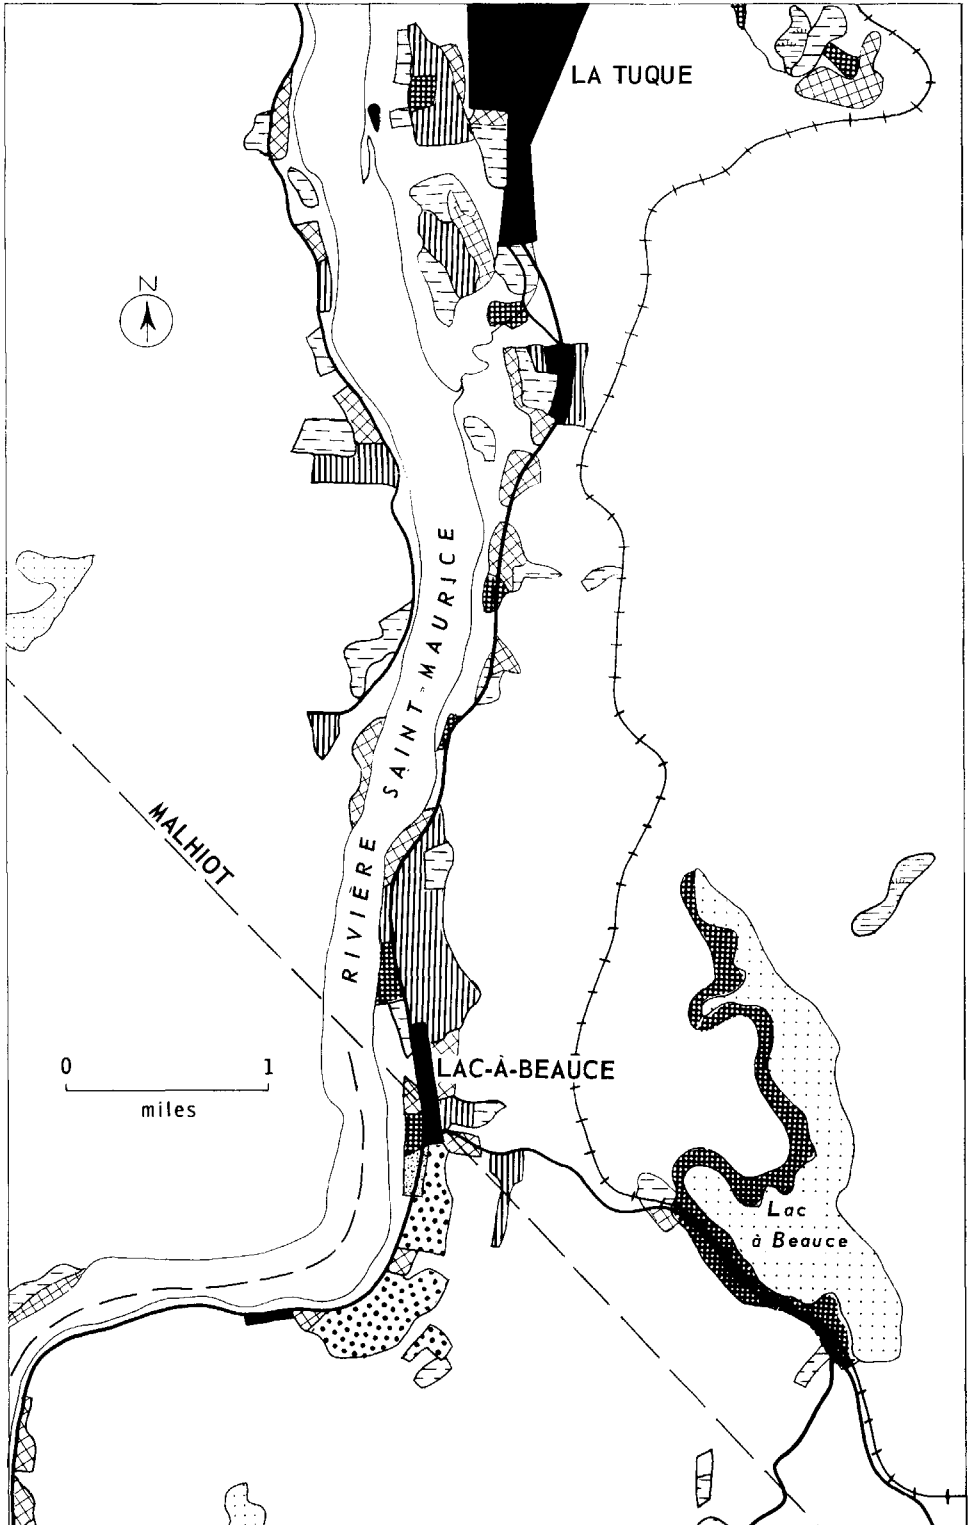 LA TUQUE
N
RIVIÈRE SAINT-MAURICE
MALHIOT
0 1
miles
LAC-À-BEAUCE
Lac
à Beauce